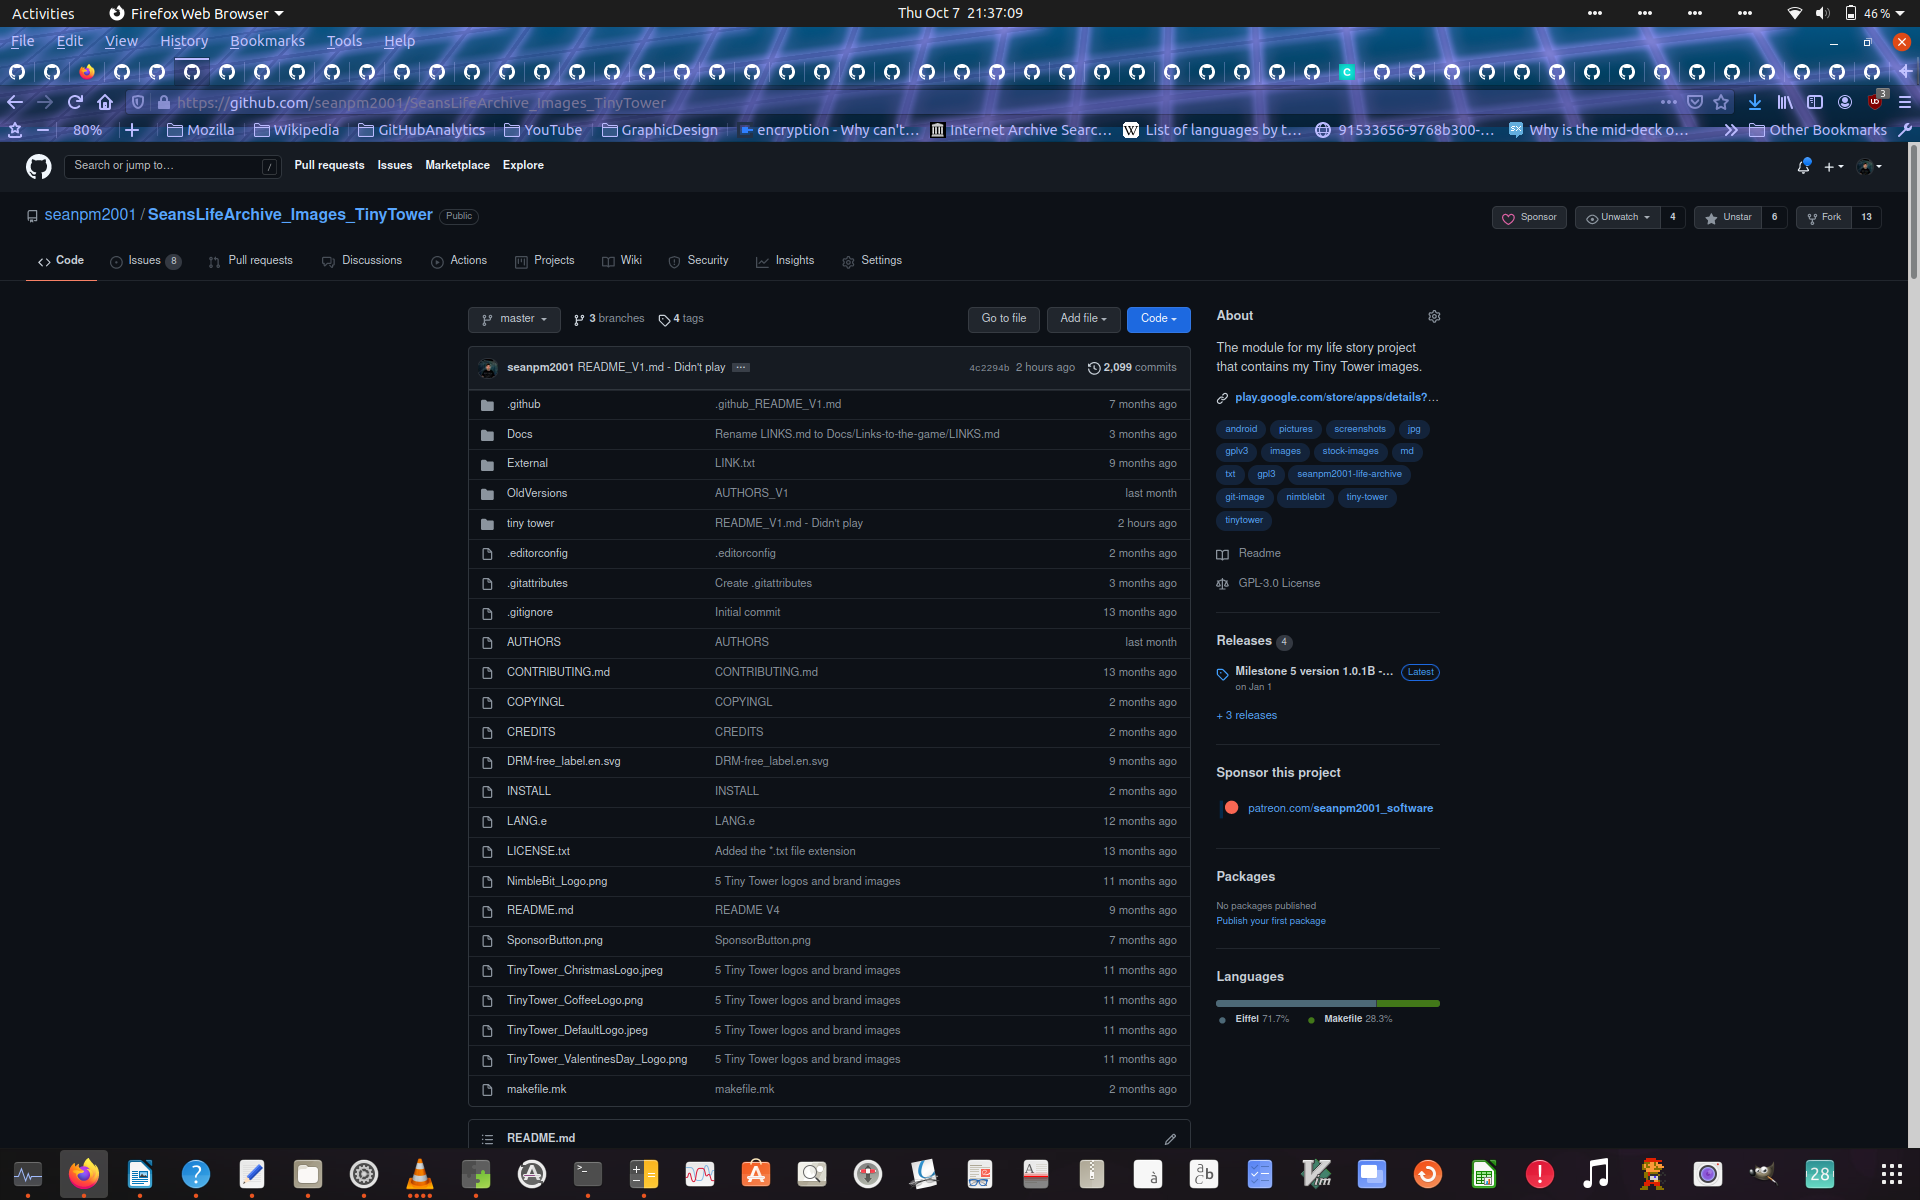 Activities
Firefox Web Browser
Thu Oct 7 21:37:09
46 %
File Edit View History Bookmarks Tools Help
https://github.com/seanpm2001/SeansLifeArchive_Images_TinyTower
3
80%
Mozilla
Wikipedia
GitHubAnalytics
YouTube
GraphicDesign
encryption - Why can't…
Internet Archive Searc…
List of languages by t…
91533656-9768b300-…
Why is the mid-deck o…
Other Bookmarks
Search or jump to… /
Pull requests Issues Marketplace Explore
seanpm2001 / SeansLifeArchive_Images_TinyTower Public
Sponsor
Unwatch 4
Unstar 6
Fork 13
Code
Issues 8
Pull requests
Discussions
Actions
Projects
Wiki
Security
Insights
Settings
master
3 branches
4 tags
Go to file
Add file
Code
seanpm2001 README_V1.md - Didn't play ... 4c2294b 2 hours ago 2,099 commits
.github .github_README_V1.md 7 months ago
Docs Rename LINKS.md to Docs/Links-to-the-game/LINKS.md 3 months ago
External LINK.txt 9 months ago
OldVersions AUTHORS_V1 last month
tiny tower README_V1.md - Didn't play 2 hours ago
.editorconfig .editorconfig 2 months ago
.gitattributes Create .gitattributes 3 months ago
.gitignore Initial commit 13 months ago
AUTHORS AUTHORS last month
CONTRIBUTING.md CONTRIBUTING.md 13 months ago
COPYINGL COPYINGL 2 months ago
CREDITS CREDITS 2 months ago
DRM-free_label.en.svg DRM-free_label.en.svg 9 months ago
INSTALL INSTALL 2 months ago
LANG.e LANG.e 12 months ago
LICENSE.txt Added the *.txt file extension 13 months ago
NimbleBit_Logo.png 5 Tiny Tower logos and brand images 11 months ago
README.md README V4 9 months ago
SponsorButton.png SponsorButton.png 7 months ago
TinyTower_ChristmasLogo.jpeg 5 Tiny Tower logos and brand images 11 months ago
TinyTower_CoffeeLogo.png 5 Tiny Tower logos and brand images 11 months ago
TinyTower_DefaultLogo.jpeg 5 Tiny Tower logos and brand images 11 months ago
TinyTower_ValentinesDay_Logo.png 5 Tiny Tower logos and brand images 11 months ago
makefile.mk makefile.mk 2 months ago
README.md
About
The module for my life story project
that contains my Tiny Tower images.
play.google.com/store/apps/details?…
android pictures screenshots jpg
gplv3 images stock-images md
txt gpl3 seanpm2001-life-archive
git-image nimblebit tiny-tower
tinytower
Readme
GPL-3.0 License
Releases 4
Milestone 5 version 1.0.1B -… Latest
on Jan 1
+ 3 releases
Sponsor this project
patreon.com/seanpm2001_software
Packages
No packages published
Publish your first package
Languages
Eiffel 71.7% Makefile 28.3%
28